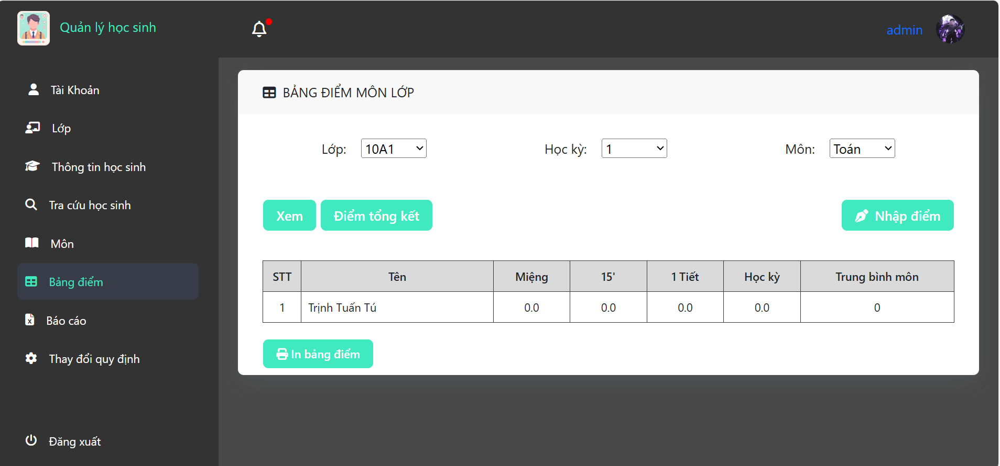 Quản lý học sinh
admin
Tài Khoản
Lớp
Thông tin học sinh
Tra cứu học sinh
Môn
Bảng điểm
Báo cáo
Thay đổi quy định
Đăng xuất
BẢNG ĐIỂM MÔN LỚP
Lớp: 10A1 Học kỳ: 1 Môn: Toán
Xem Điểm tổng kết Nhập điểm
STT Tên Miệng 15' 1 Tiết Học kỳ Trung bình môn
1 Trịnh Tuấn Tú 0.0 0.0 0.0 0.0 0
In bảng điểm